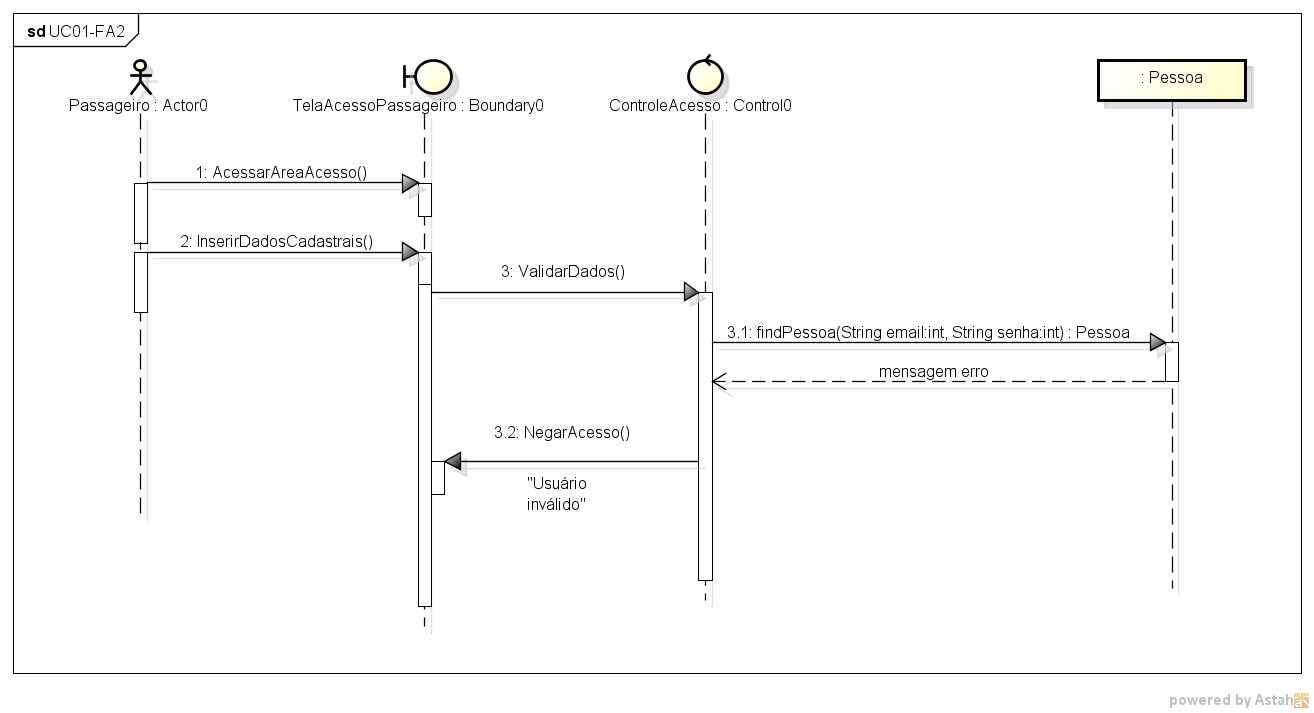 sd UC01-FA2
Passageiro : Actor0
TelaAcessoPassageiro : Boundary0
ControleAcesso : Control0
: Pessoa
1: AcessarAreaAcesso()
2: InserirDadosCadastrais()
3: ValidarDados()
3.1: findPessoa(String email:int, String senha:int) : Pessoa
mensagem erro
3.2: NegarAcesso()
"Usuário
inválido"
powered by Astah